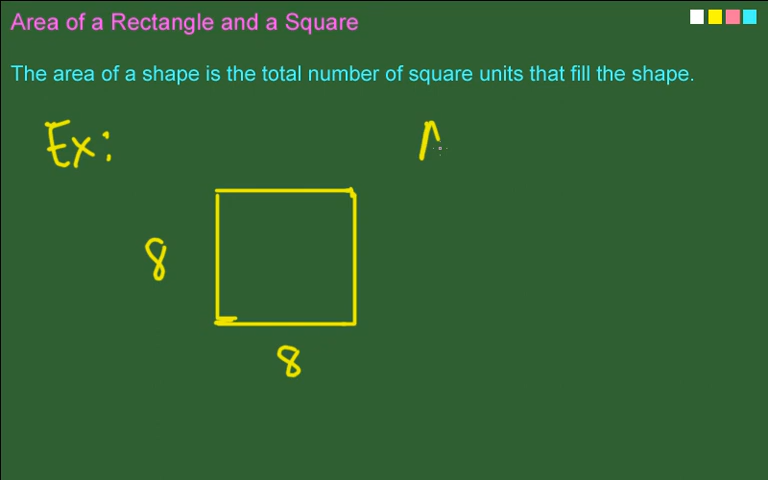 Area of a Rectangle and a Square
The area of a shape is the total number of square units that fill the shape.
Ex:
8
8